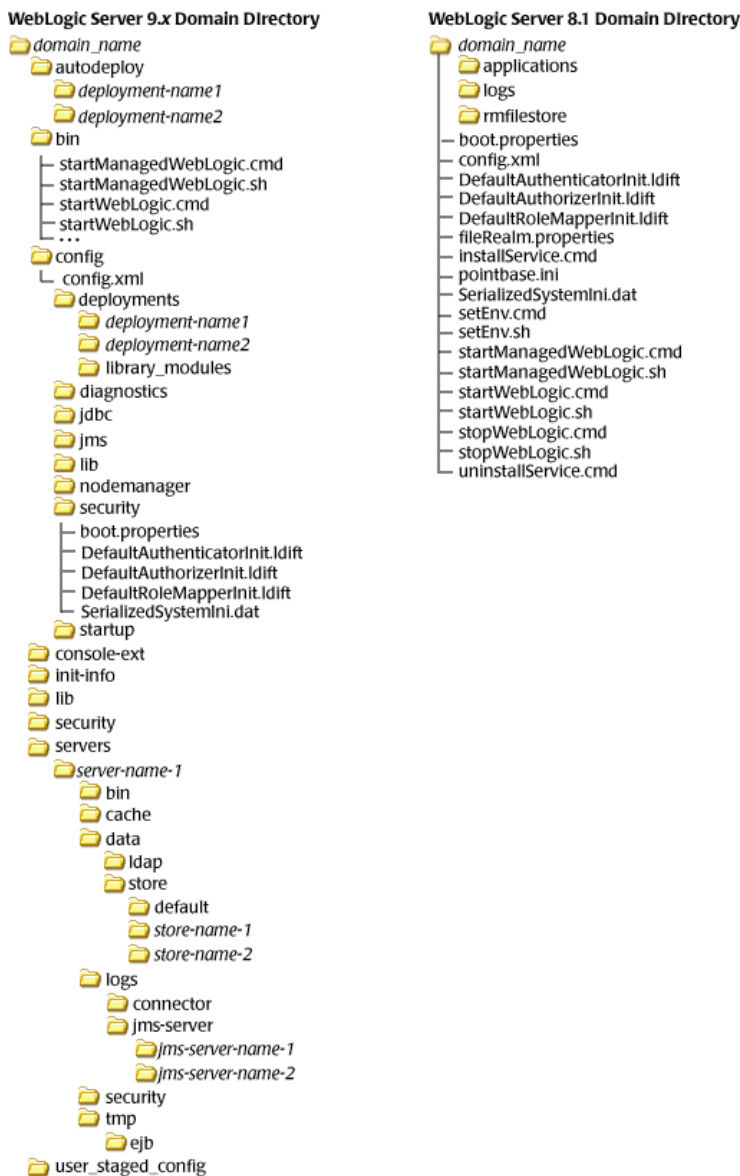 WebLogic Server 9.x Domain DIrectory
domain_name
autodeploy
deployment-name1
deployment-name2
bin
startManagedWebLogic.cmd
startManagedWebLogic.sh
startWebLogic.cmd
startWebLogic.sh
...
config
config.xml
deployments
deployment-name1
deployment-name2
library_modules
diagnostics
jdbc
jms
lib
nodemanager
security
boot.properties
DefaultAuthenticatorInit.ldift
DefaultAuthorizerInit.ldift
DefaultRoleMapperInit.ldift
SerializedSystemIni.dat
startup
console-ext
init-info
lib
security
servers
server-name-1
bin
cache
data
ldap
store
default
store-name-1
store-name-2
logs
connector
jms-server
jms-server-name-1
jms-server-name-2
security
tmp
ejb
user_staged_config
WebLogic Server 8.1 Domain DIrectory
domain_name
applications
logs
rmfilestore
boot.properties
config.xml
DefaultAuthenticatorInit.ldift
DefaultAuthorizerInit.ldift
DefaultRoleMapperInit.ldift
fileRealm.properties
installService.cmd
pointbase.ini
SerializedSystemIni.dat
setEnv.cmd
setEnv.sh
startManagedWebLogic.cmd
startManagedWebLogic.sh
startWebLogic.cmd
startWebLogic.sh
stopWebLogic.cmd
stopWebLogic.sh
uninstallService.cmd